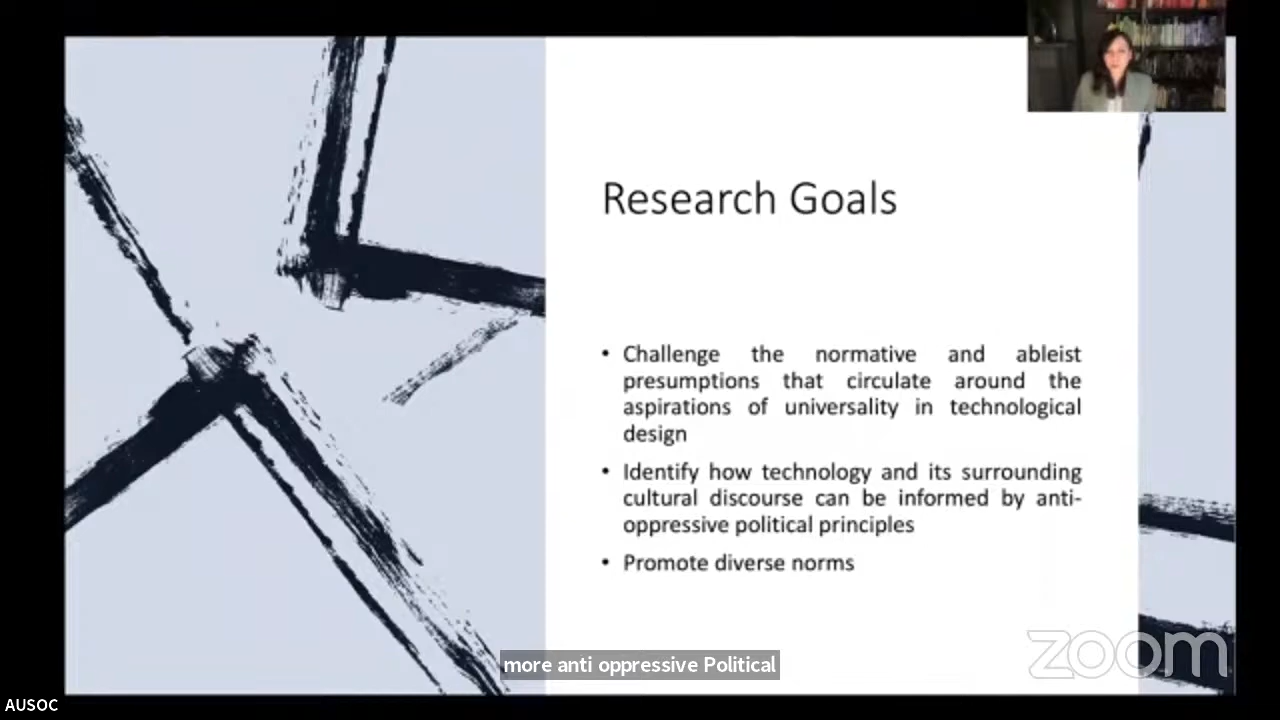 Research Goals
• Challenge the normative and ableist
presumptions that circulate around the
aspirations of universality in technological
design
• Identify how technology and its surrounding
cultural discourse can be informed by anti-
oppressive political principles
• Promote diverse norms
zoom
more anti oppressive Political
AUSOC